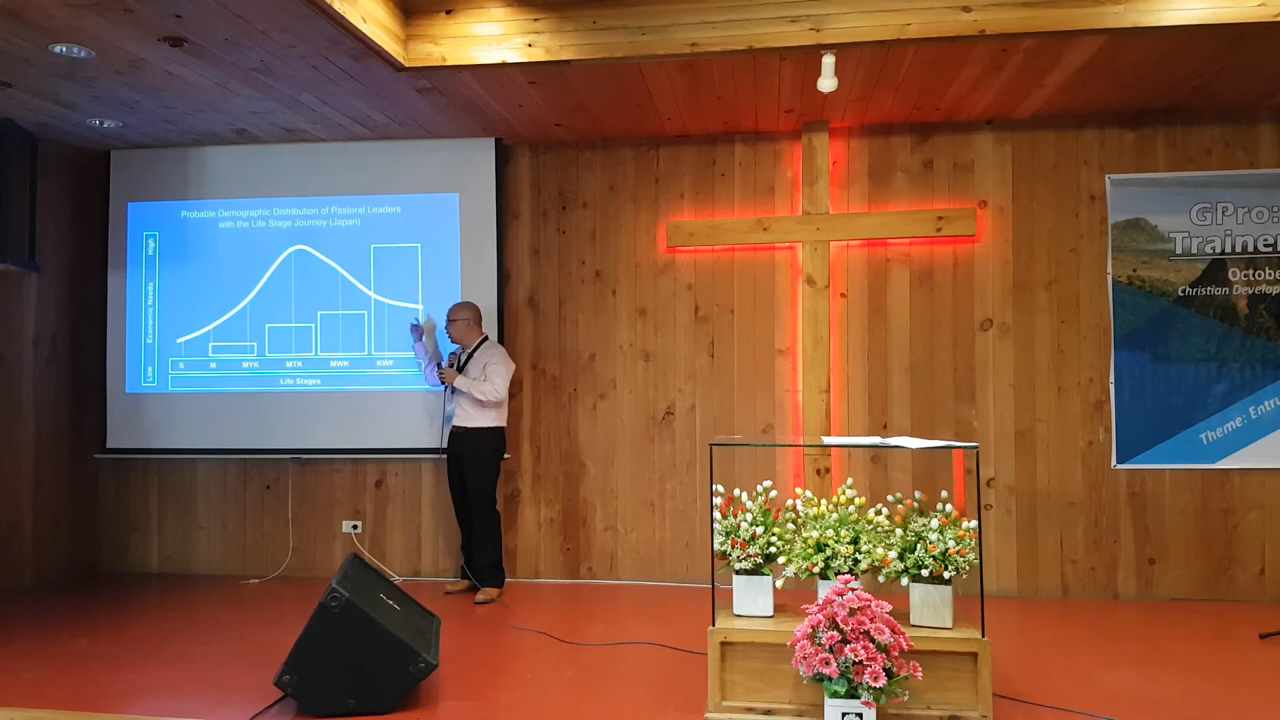 Probable Demographic Distribution of Pastoral Leaders
with the Life Stage Journey (Japan)
High
Economic Needs
Low
S M MYK MTK MWK KWF
Life Stages
GPro:
Traine
Octobe
Christian Develop
Theme: Entru